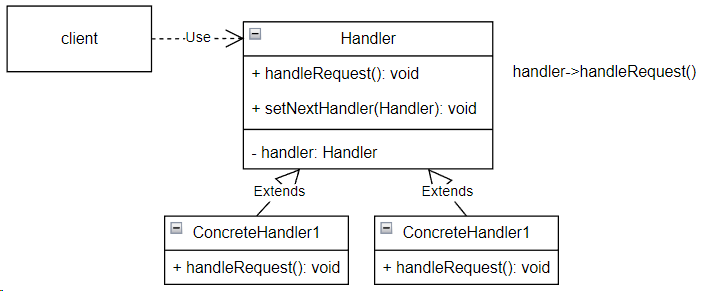 client
Use
Handler
+ handleRequest(): void
handler->handleRequest()
+ setNextHandler(Handler): void
- handler: Handler
Extends
Extends
ConcreteHandler1
ConcreteHandler1
+ handleRequest(): void
+ handleRequest(): void